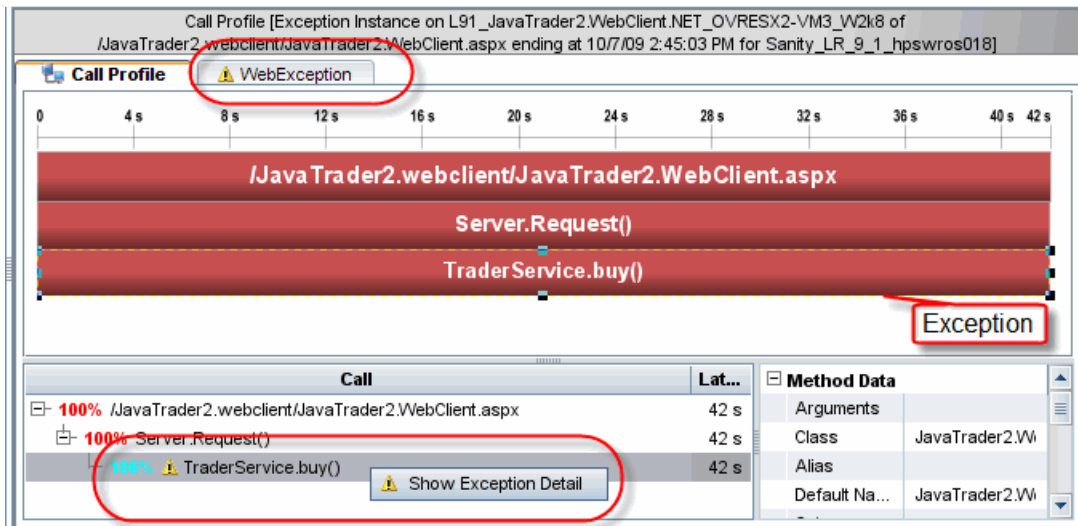 Call Profile [Exception Instance on L91_JavaTrader2.WebClient.NET_OVRESX2-VM3_W2k8 of
/JavaTrader2.webclient/JavaTrader2.WebClient.aspx ending at 10/7/09 2:45:03 PM for Sanity_LR_9_1_hpswros018]
Call Profile WebException
0 4 s 8 s 12 s 16 s 20 s 24 s 28 s 32 s 36 s 40 s 42 s
/JavaTrader2.webclient/JavaTrader2.WebClient.aspx
Server.Request()
TraderService.buy()
Exception
Call Lat... Method Data
100% /JavaTrader2.webclient/JavaTrader2.WebClient.aspx 42 s Arguments
100% Server.Request() 42 s Class JavaTrader2.W
100% TraderService.buy() 42 s Alias
Show Exception Detail
Default Na... JavaTrader2.W